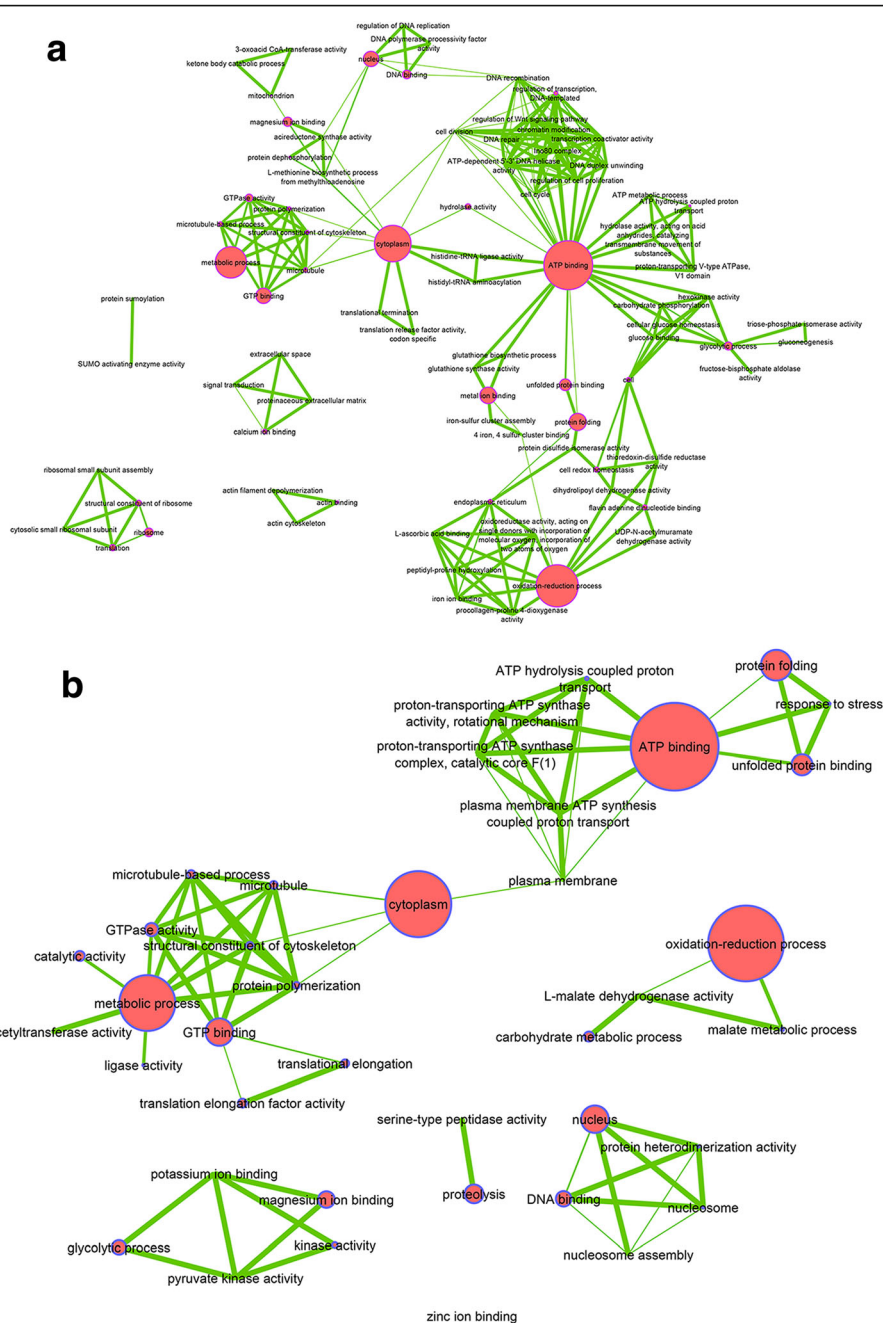 a
regulation of DNA replication
DNA polymerase processivity factor
activity
3-oxoacid CoA-transferase activity
nucleus
ketone body catabolic process
DNA binding
DNA recombination
mitochondrion
regulation of transcription,
DNA-templated
magnesium ion binding
regulation of Wnt signaling pathway
cell division
chromatin modification
acireductone synthase activity
DNA repair
transcription coactivator activity
Ino80 complex
protein dephosphorylation
ATP-dependent 5'-3' DNA helicase
activity
DNA duplex unwinding
L-methionine biosynthetic process
from methylthioadenosine
regulation of cell proliferation
cell cycle
GTPase activity
ATP metabolic process
ATP hydrolysis coupled proton
transport
protein polymerization
hydrolase activity
microtubule-based process
structural constituent of cytoskeleton
hydrolase activity, acting on acid
anhydrides, catalyzing
transmembrane movement of
substances
cytoplasm
metabolic process
histidine-tRNA ligase activity
ATP binding
proton-transporting V-type ATPase,
V1 domain
microtubule
histidyl-tRNA aminoacylation
GTP binding
hexokinase activity
protein sumoylation
carbohydrate phosphorylation
translational termination
cellular glucose homeostasis
triose-phosphate isomerase activity
translation release factor activity,
codon specific
glucose binding
glycolytic process
gluconeogenesis
extracellular space
glutathione biosynthetic process
SUMO activating enzyme activity
glutathione synthase activity
fructose-bisphosphate aldolase
activity
signal transduction
unfolded protein binding
cell
metal ion binding
proteinaceous extracellular matrix
iron-sulfur cluster assembly
protein folding
calcium ion binding
4 iron, 4 sulfur cluster binding
protein disulfide isomerase activity
thioredoxin-disulfide reductase
activity
ribosomal small subunit assembly
cell redox homeostasis
actin filament depolymerization
dihydrolipoyl dehydrogenase activity
structural constituent of ribosome
actin binding
endoplasmic reticulum
flavin adenine dinucleotide binding
cytosolic small ribosomal subunit
actin cytoskeleton
oxidoreductase activity, acting on
single donors with incorporation of
molecular oxygen, incorporation of
two atoms of oxygen
ribosome
L-ascorbic acid binding
UDP-N-acetylmuramate
dehydrogenase activity
translation
peptidyl-proline hydroxylation
oxidation-reduction process
iron ion binding
procollagen-proline 4-dioxygenase
activity
b
ATP hydrolysis coupled proton
transport
protein folding
proton-transporting ATP synthase
activity, rotational mechanism
response to stress
proton-transporting ATP synthase
complex, catalytic core F(1)
ATP binding
unfolded protein binding
plasma membrane ATP synthesis
coupled proton transport
microtubule-based process
plasma membrane
microtubule
cytoplasm
GTPase activity
structural constituent of cytoskeleton
oxidation-reduction process
catalytic activity
protein polymerization
metabolic process
L-malate dehydrogenase activity
cetyltransferase activity
GTP binding
malate metabolic process
carbohydrate metabolic process
ligase activity
translational elongation
translation elongation factor activity
serine-type peptidase activity
nucleus
protein heterodimerization activity
potassium ion binding
magnesium ion binding
proteolysis
DNA binding
nucleosome
glycolytic process
kinase activity
nucleosome assembly
pyruvate kinase activity
zinc ion binding